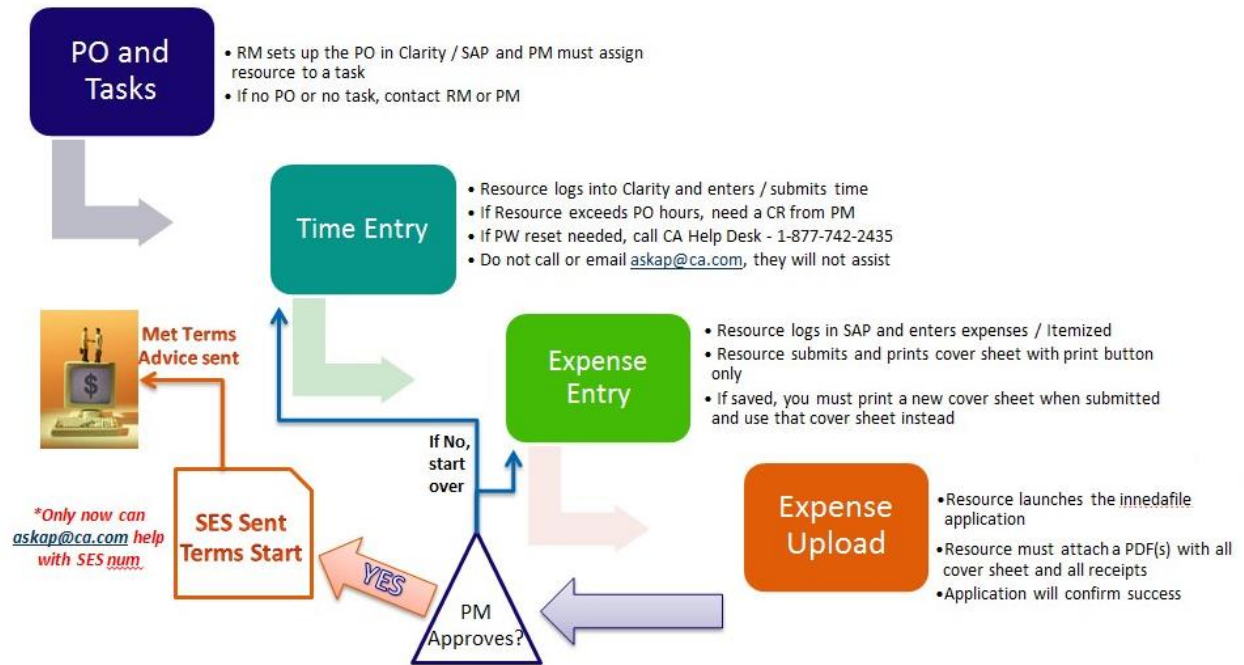 PO and
Tasks
• RM sets up the PO in Clarity / SAP and PM must assign
resource to a task
• If no PO or no task, contact RM or PM
Time Entry
• Resource logs into Clarity and enters / submits time
• If Resource exceeds PO hours, need a CR from PM
• If PW reset needed, call CA Help Desk - 1-877-742-2435
• Do not call or email askap@ca.com, they will not assist
Expense
Entry
• Resource logs in SAP and enters expenses / Itemized
• Resource submits and prints cover sheet with print button
only
• If saved, you must print a new cover sheet when submitted
and use that cover sheet instead
Expense
Upload
•Resource launches the innedafile
application
•Resource must attach a PDF(s) with all
cover sheet and all receipts
•Application will confirm success
PM
Approves?
If No,
start
over
YES
SES Sent
Terms Start
*Only now can
askap@ca.com help
with SES num
Met Terms
Advice sent
$